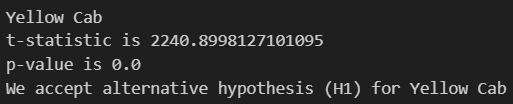 Yellow Cab
t-statistic is 2240.8998127101095
p-value is 0.0
We accept alternative hypothesis (H1) for Yellow Cab